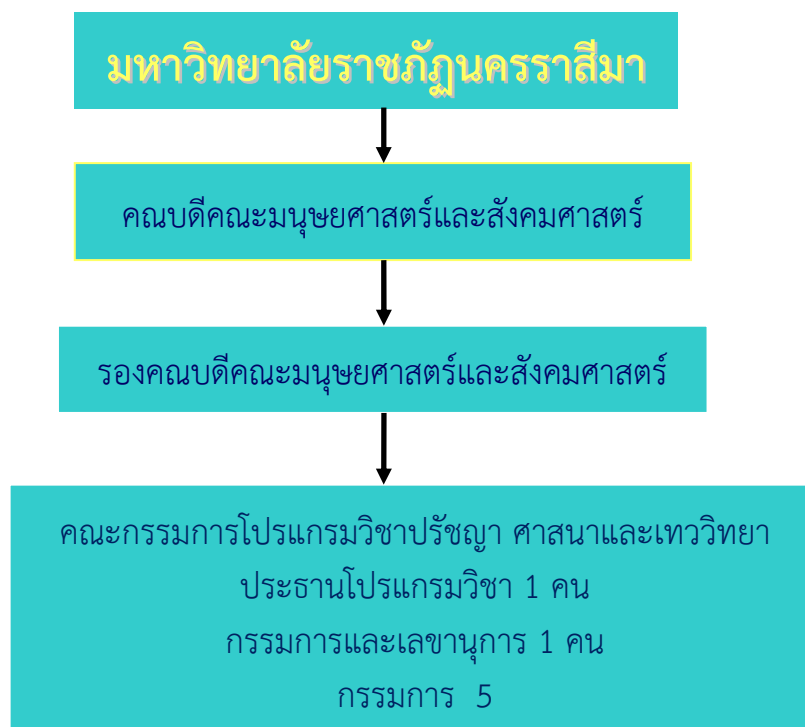 มหาวิทยาลัยราชภัฏนครราสีมา
คณบดีคณะมนุษยศาสตร์และสังคมศาสตร์
รองคณบดีคณะมนุษยศาสตร์และสังคมศาสตร์
คณะกรรมการโปรแกรมวิชาปรัชญา ศาสนาและเทววิทยา
ประธานโปรแกรมวิชา 1 คน
กรรมการและเลขานุการ 1 คน
กรรมการ 5